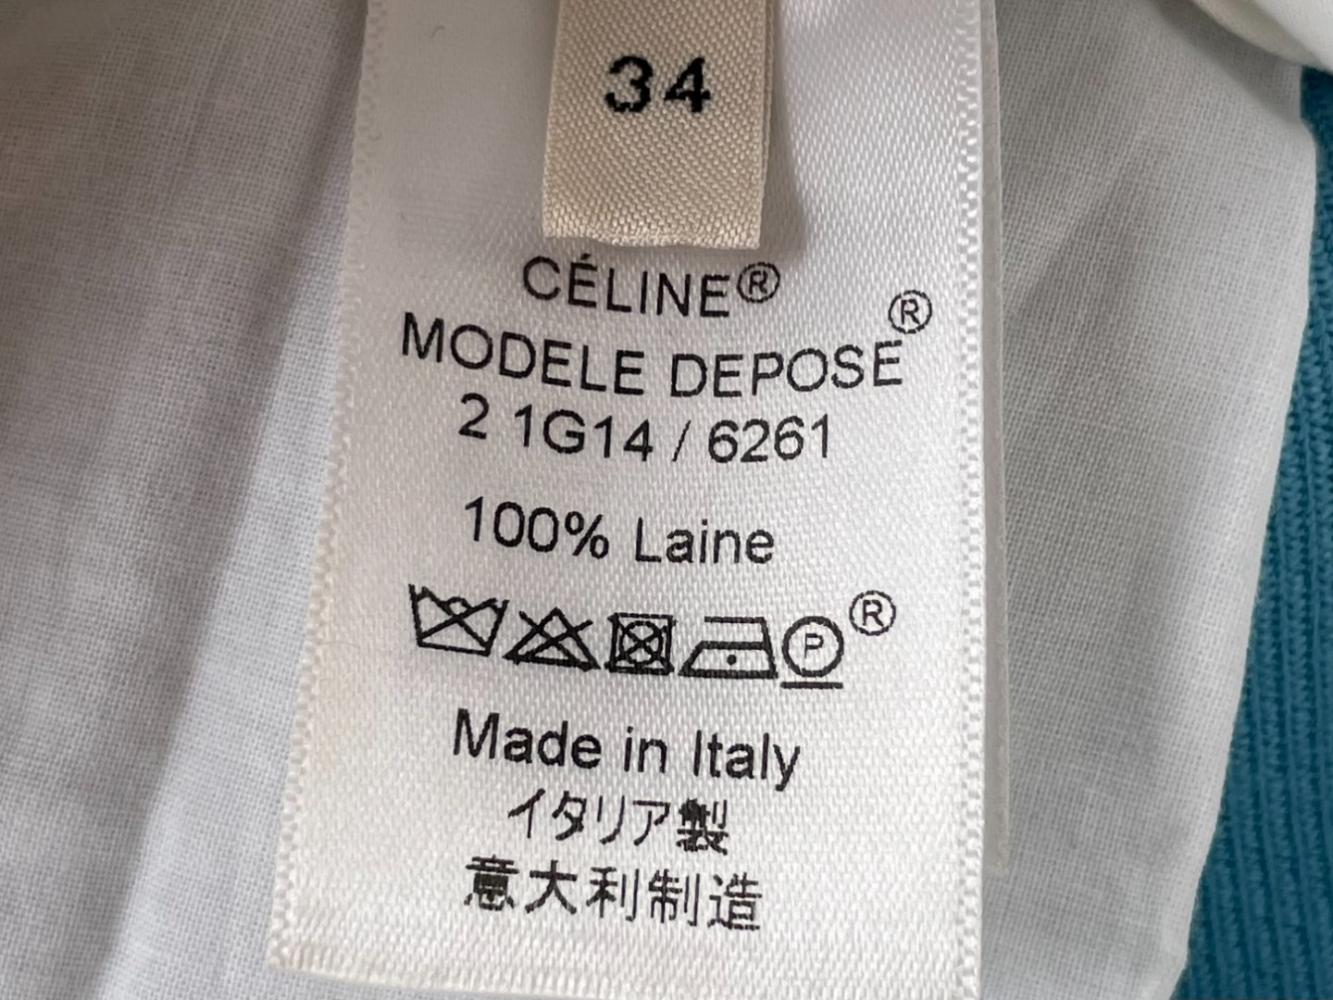 34
CÉLINE®
MODELE DEPOSE®
2 1G14 / 6261
100% Laine
P ®
Made in Italy
イタリア製
意大利制造